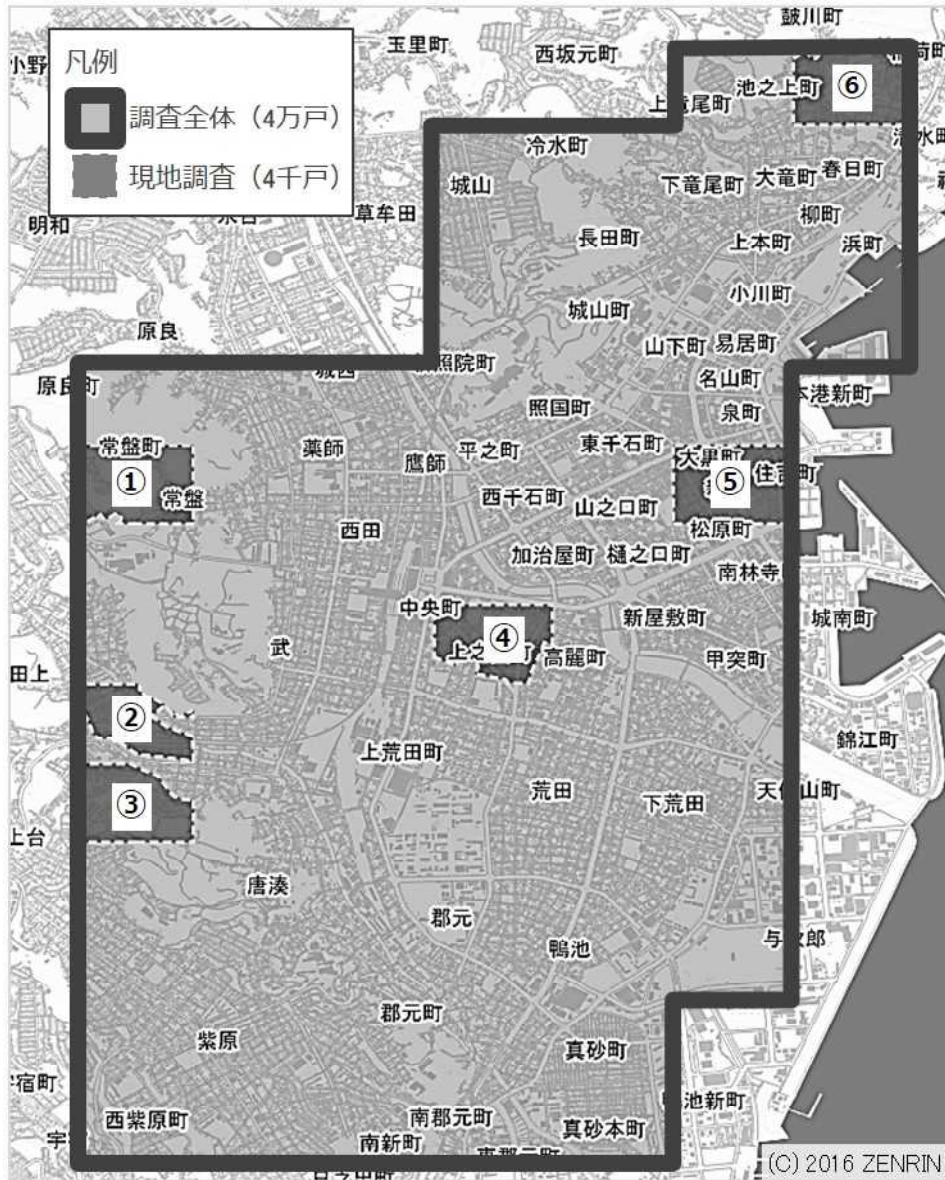 鼓川町
玉里町
西坂元町
小野
凡例
池之上町
⑥
調査全体（4万戸）
冷水町
現地調査（4千戸）
城山
下竜尾町
大竜町
春日町
草牟田
明和
柳町
長田町
上本町
浜町
小川町
城山町
原良
山下町
易居町
原良町
名山町
本港新町
照国町
泉町
常盤町
薬師
平之町
東千石町
大黒町
鷹師
①
⑤
住吉町
常盤
西千石町
山之口町
西田
松原町
加治屋町
樋之口町
南林寺
中央町
新屋敷町
城南町
④
武
高麗町
甲突町
田上
②
錦江町
上荒田町
荒田
下荒田
③
上台
唐湊
郡元
鴨池
郡元町
紫原
真砂町
宿町
池新町
西紫原町
南郡元町
真砂本町
南新町
(C) 2016 ZENRIN